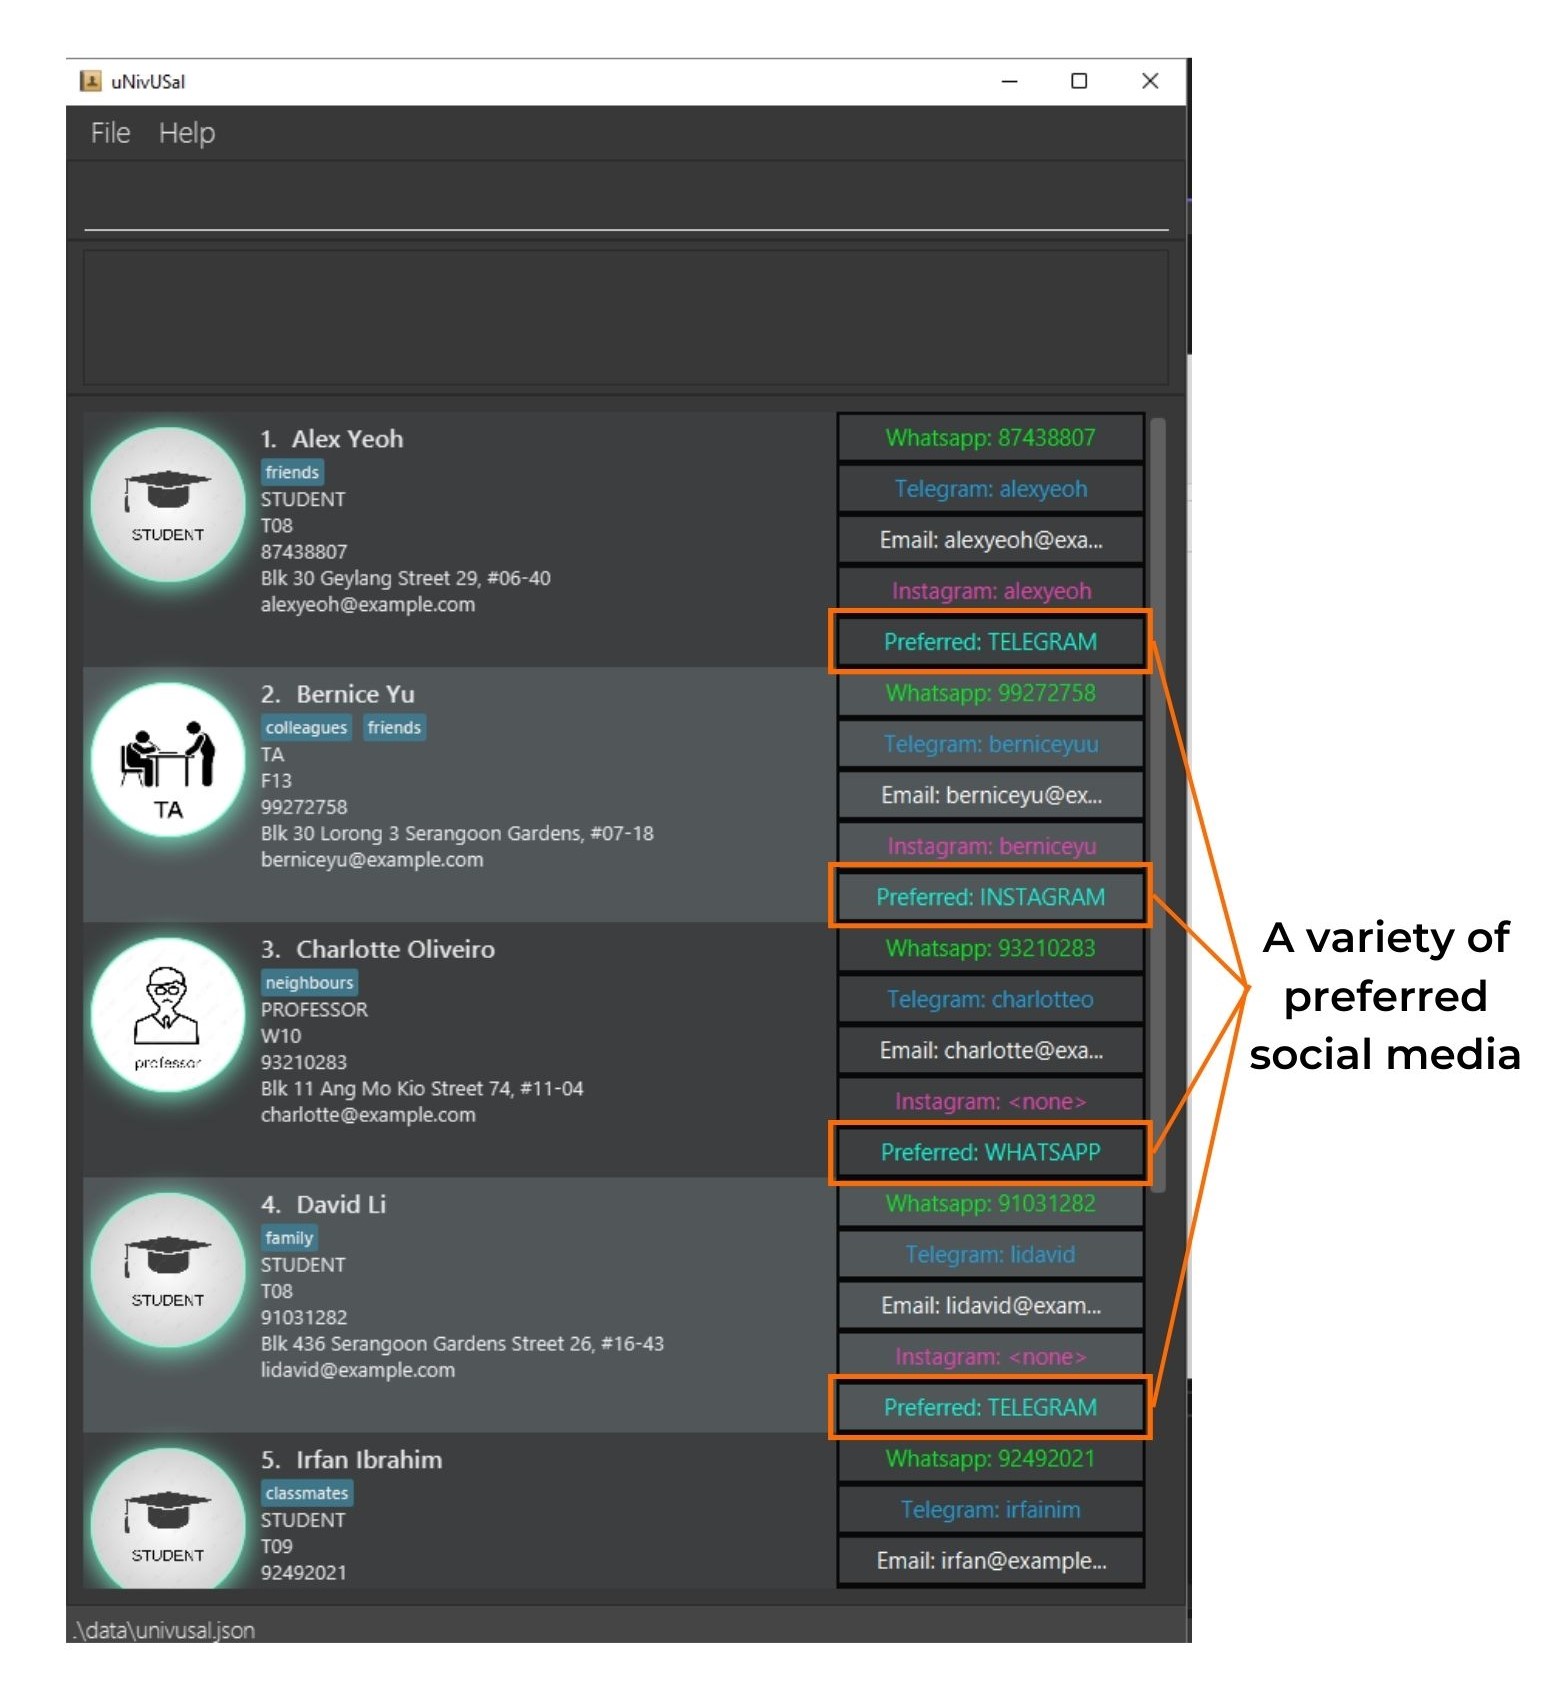 uNivUSal
File Help
STUDENT
1. Alex Yeoh
friends
STUDENT
T08
87438807
Blk 30 Geylang Street 29, #06-40
alexyeoh@example.com
Whatsapp: 87438807
Telegram: alexyeoh
Email: alexyeoh@exa...
Instagram: alexyeoh
Preferred: TELEGRAM
TA
2. Bernice Yu
colleagues friends
TA
F13
99272758
Blk 30 Lorong 3 Serangoon Gardens, #07-18
berniceyu@example.com
Whatsapp: 99272758
Telegram: berniceyuu
Email: berniceyu@ex...
Instagram: berniceyu
Preferred: INSTAGRAM
professor
3. Charlotte Oliveiro
neighbours
PROFESSOR
W10
93210283
Blk 11 Ang Mo Kio Street 74, #11-04
charlotte@example.com
Whatsapp: 93210283
Telegram: charlotteo
Email: charlotte@exa...
Instagram: <none>
Preferred: WHATSAPP
STUDENT
4. David Li
family
STUDENT
T08
91031282
Blk 436 Serangoon Gardens Street 26, #16-43
lidavid@example.com
Whatsapp: 91031282
Telegram: lidavid
Email: lidavid@exam...
Instagram: <none>
Preferred: TELEGRAM
STUDENT
5. Irfan Ibrahim
classmates
STUDENT
T09
92492021
Whatsapp: 92492021
Telegram: irfainim
Email: irfan@example...
.\data\univusal.json
A variety of
preferred
social media